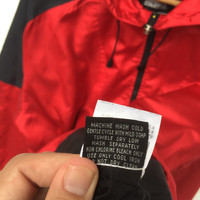 MACHINE WASH COLD
GENTLE CYCLE WITH MILD SOAP
TUMBLE DRY LOW
WASH SEPARATELY
NON CHLORINE BLEACH ONLY
USE ONLY COOL IRON
DO NOT DRY CLEAN